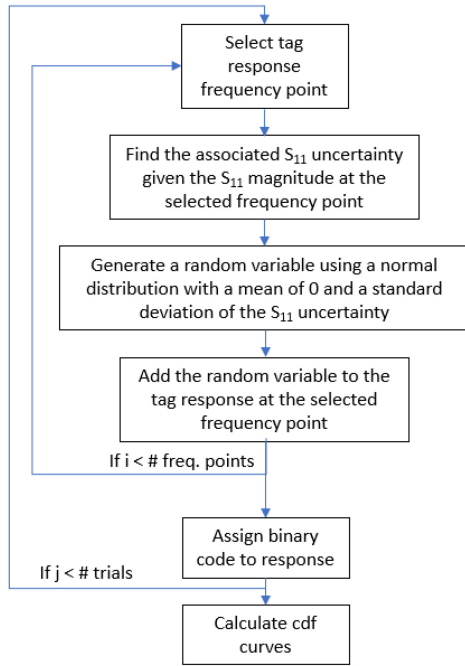 Select tag
response
frequency point
Find the associated S₁₁ uncertainty
given the S₁₁ magnitude at the
selected frequency point
Generate a random variable using a normal
distribution with a mean of 0 and a standard
deviation of the S₁₁ uncertainty
Add the random variable to the
tag response at the selected
frequency point
If i < # freq. points
Assign binary
code to response
If j < # trials
Calculate cdf
curves